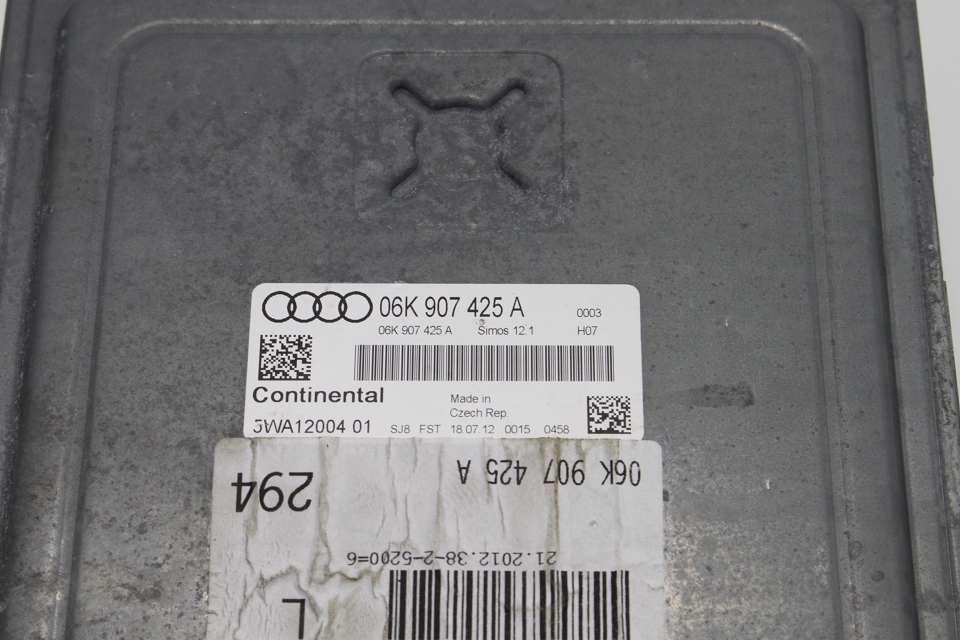 06K 907 425 A 0003
06K 907 425 A Simos 12.1 H07
Continental
Made in
Czech Rep.
5WA12004 01 SJ8 FST 18.07.12 0015 0458
06K 907 425 A
294
21.2012.38-2-5200=6
L